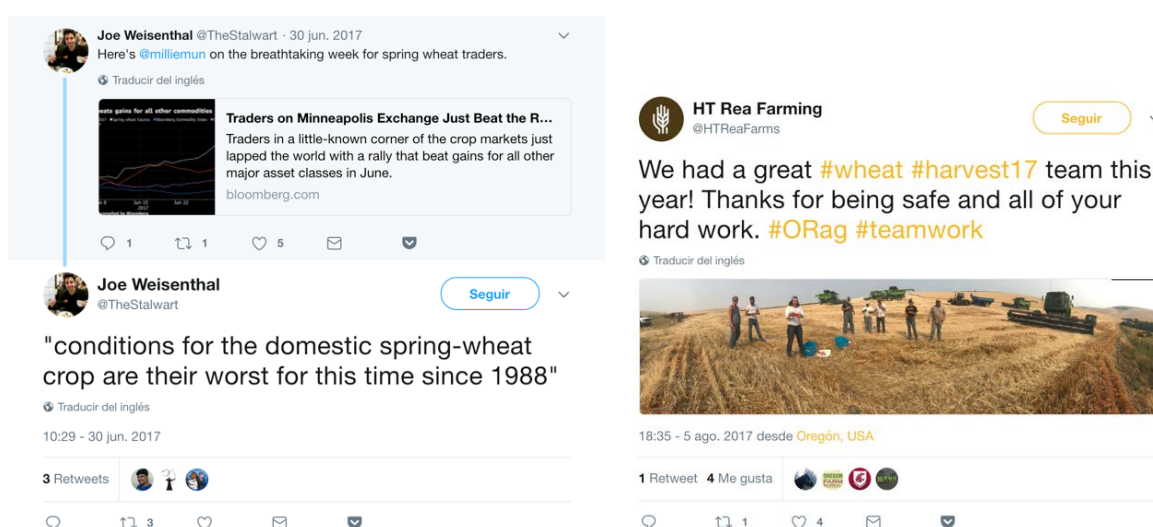 Joe Weisenthal @TheStalwart · 30 jun. 2017
Here's @milliemun on the breathtaking week for spring wheat traders.
Traducir del inglés
eats gains for all other commodities
Traders on Minneapolis Exchange Just Beat the R...
Traders in a little-known corner of the crop markets just
lapped the world with a rally that beat gains for all other
major asset classes in June.
bloomberg.com
1 1 5
Joe Weisenthal
@TheStalwart
Seguir
"conditions for the domestic spring-wheat
crop are their worst for this time since 1988"
Traducir del inglés
10:29 - 30 jun. 2017
3 Retweets
3
HT Rea Farming
@HTReaFarms
Seguir
We had a great #wheat #harvest17 team this
year! Thanks for being safe and all of your
hard work. #ORag #teamwork
Traducir del inglés
18:35 - 5 ago. 2017 desde Oregón, USA
1 Retweet 4 Me gusta
1 4